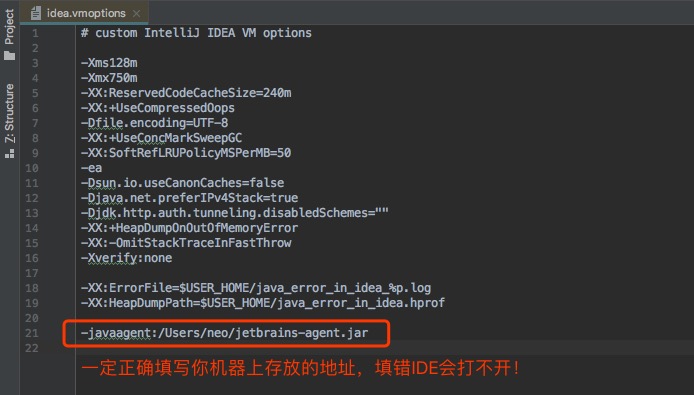 idea.vmoptions
Project
Z: Structure
1 # custom IntelliJ IDEA VM options
2
3 -Xms128m
4 -Xmx750m
5 -XX:ReservedCodeCacheSize=240m
6 -XX:+UseCompressedOops
7 -Dfile.encoding=UTF-8
8 -XX:+UseConcMarkSweepGC
9 -XX:SoftRefLRUPolicyMSPerMB=50
10 -ea
11 -Dsun.io.useCanonCaches=false
12 -Djava.net.preferIPv4Stack=true
13 -Djdk.http.auth.tunneling.disabledSchemes=""
14 -XX:+HeapDumpOnOutOfMemoryError
15 -XX:-OmitStackTraceInFastThrow
16 -Xverify:none
17
18 -XX:ErrorFile=$USER_HOME/java_error_in_idea_%p.log
19 -XX:HeapDumpPath=$USER_HOME/java_error_in_idea.hprof
20
21 -javaagent:/Users/neo/jetbrains-agent.jar
22
一定正确填写你机器上存放的地址，填错IDE会打不开！